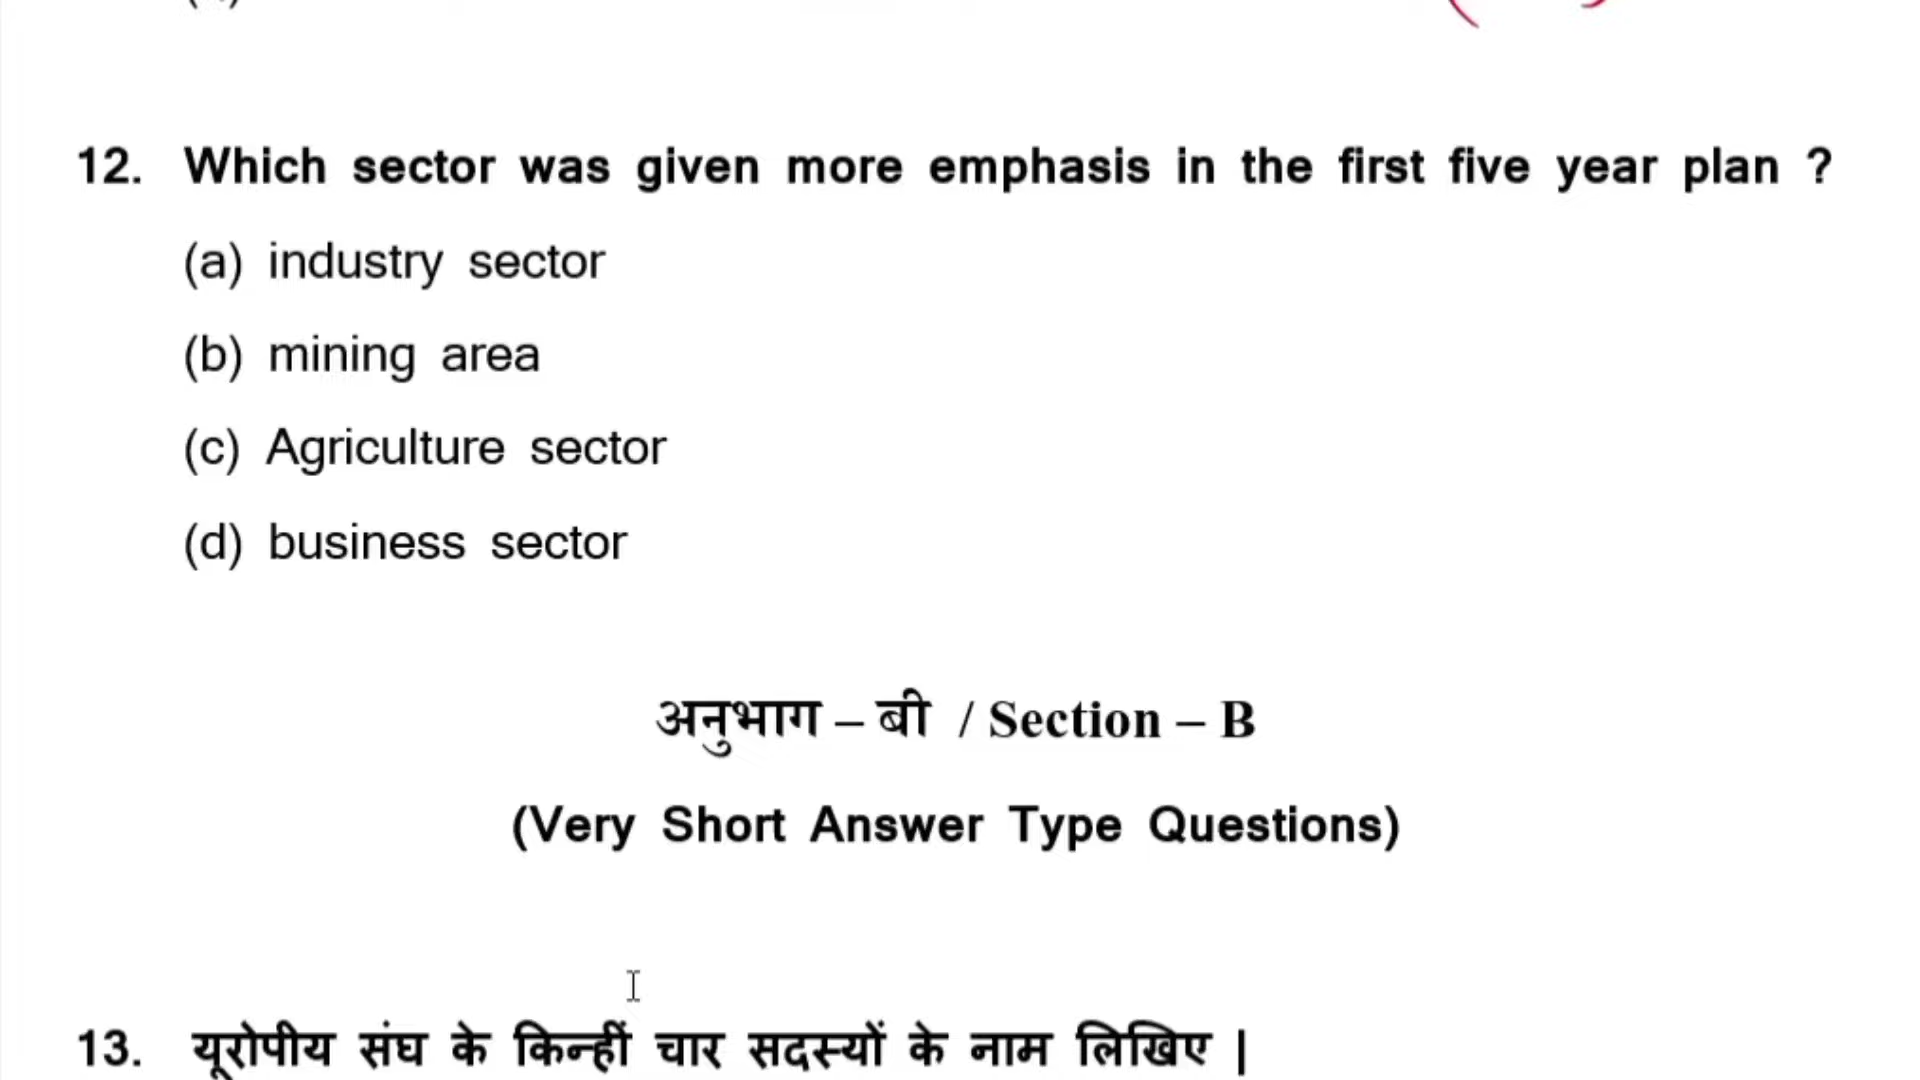 12. Which sector was given more emphasis in the first five year plan ?
(a) industry sector
(b) mining area
(c) Agriculture sector
(d) business sector
अनुभाग – बी / Section – B
(Very Short Answer Type Questions)
13. यूरोपीय संघ के किन्हीं चार सदस्यों के नाम लिखिए |